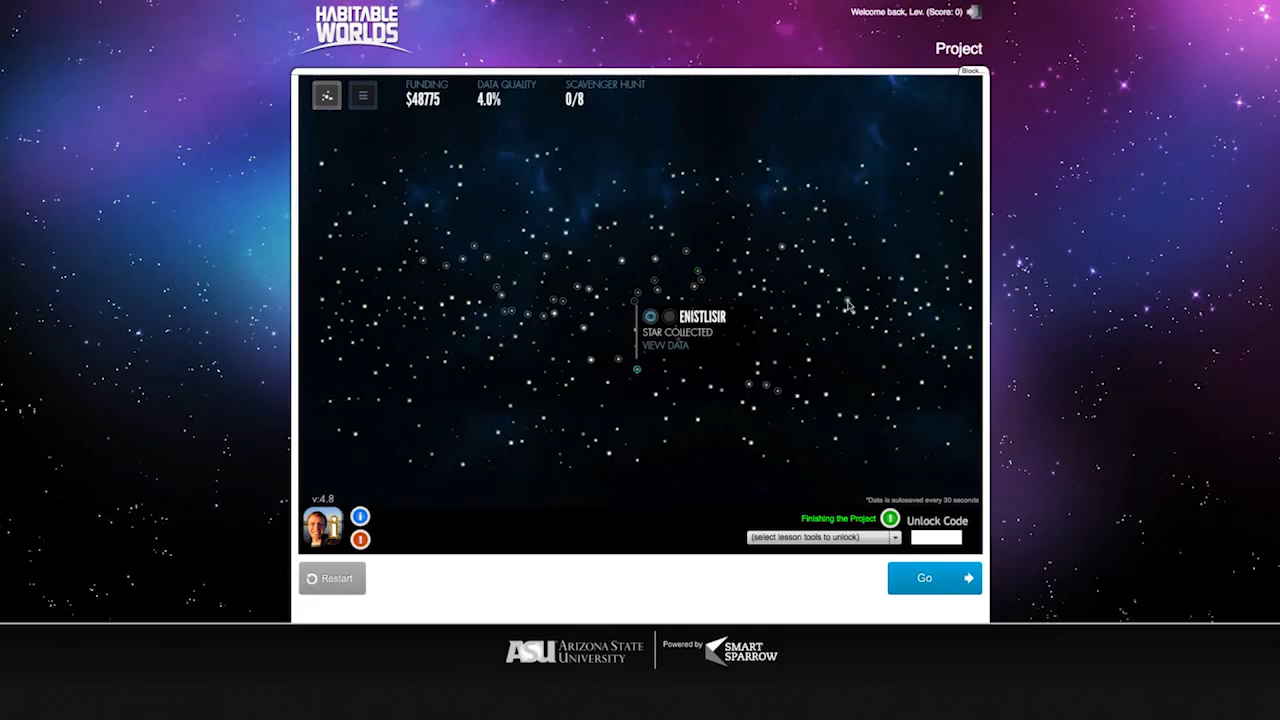 HABITABLE
WORLDS
Welcome back, Lev. (Score: 0)
Project
Block...
FUNDING
$48775
DATA QUALITY
4.0%
SCAVENGER HUNT
0/8
ENISTLISIR
STAR COLLECTED
VIEW DATA
v:4.8
*Data is autosaved every 30 seconds
Finishing the Project
Unlock Code
(select lesson tools to unlock)
Restart
Go
ASU ARIZONA STATE
UNIVERSITY
Powered by
SMART
SPARROW